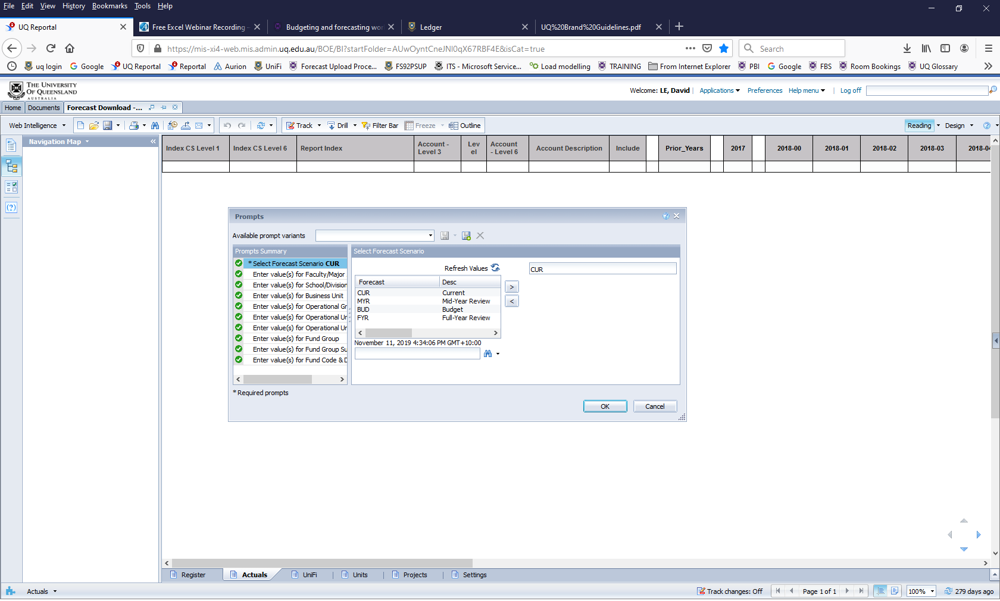 File Edit View History Bookmarks Tools Help
UQ Reportal
Free Excel Webinar Recording
Budgeting and forecasting wor
Ledger
UQ%20Brand%20Guidelines.pdf
https://mis-xi4-web.mis.admin.uq.edu.au/BOE/BI?startFolder=AUwOyntCneJNl0qX67RBF4E&isCat=true
Search
uq login Google UQ Reportal Reportal Aurion UniFi Forecast Upload Proce... FS92PSUP ITS - Microsoft Service... Load modelling TRAINING From Internet Explorer PBI Google FBS Room Bookings UQ Glossary
THE UNIVERSITY
OF QUEENSLAND
AUSTRALIA
Welcome: LE, David | Applications Preferences Help menu | Log off
Home Documents Forecast Download -...
Web Intelligence Track Drill Filter Bar Freeze Outline Reading Design
Navigation Map
Index CS Level 1
Index CS Level 6
Report Index
Account - Level 3
Lev el
Account - Level 6
Account Description
Include
Prior_Years
2017
2018-00
2018-01
2018-02
2018-03
2018-04
Prompts
Available prompt variants
Prompts Summary
* Select Forecast Scenario CUR
Enter value(s) for Faculty/Major
Enter value(s) for School/Division
Enter value(s) for Business Unit
Enter value(s) for Operational Gr
Enter value(s) for Operational Ur
Enter value(s) for Operational Ur
Enter value(s) for Fund Group
Enter value(s) for Fund Group Su
Enter value(s) for Fund Code & D
* Required prompts
Select Forecast Scenario
Refresh Values
CUR
Forecast Desc
CUR Current
MYR Mid-Year Review
BUD Budget
FYR Full-Year Review
>
<
November 11, 2019 4:34:06 PM GMT+10:00
OK Cancel
Register Actuals UniFi Units Projects Settings
Actuals
Track changes: Off Page 1 of 1 100% 279 days ago